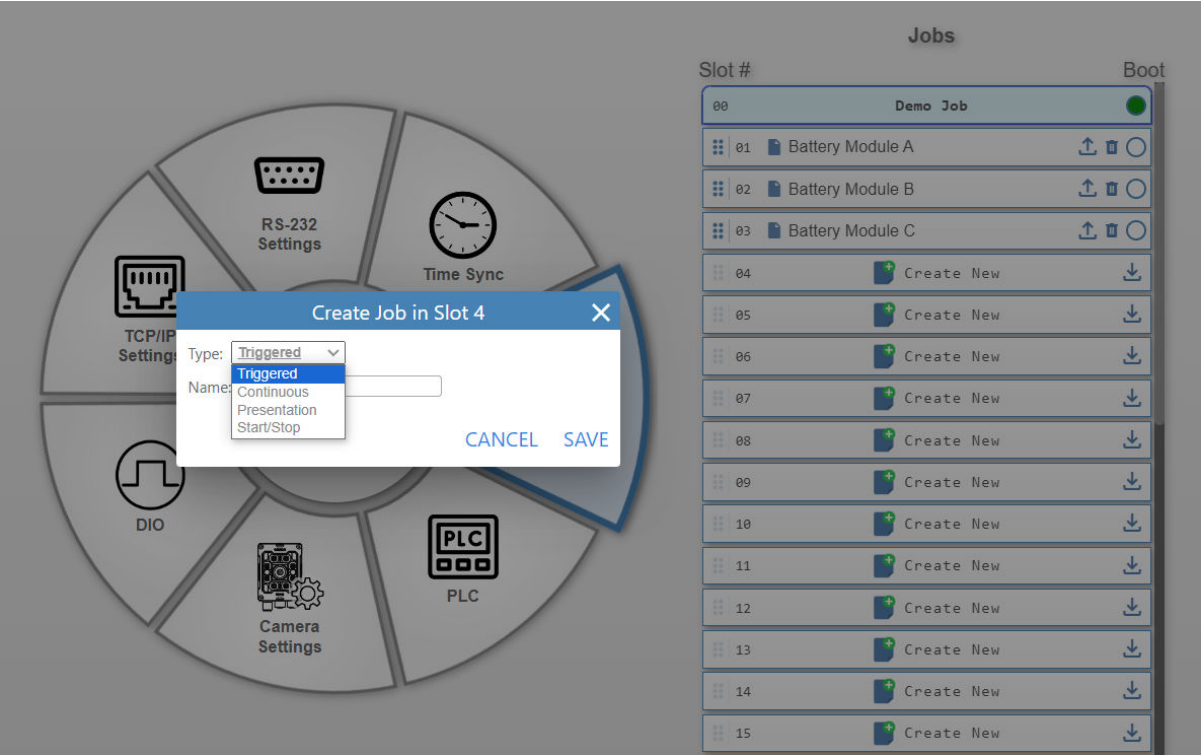 Jobs
Slot # Boot
00 Demo Job
01 Battery Module A
02 Battery Module B
03 Battery Module C
04 Create New
05 Create New
06 Create New
07 Create New
08 Create New
09 Create New
10 Create New
11 Create New
12 Create New
13 Create New
14 Create New
15 Create New
RS-232
Settings
Time Sync
TCP/IP
Setting
DIO
Camera
Settings
PLC
PLC
Create Job in Slot 4
Type: Triggered
Triggered
Continuous
Presentation
Start/Stop
Name:
CANCEL SAVE